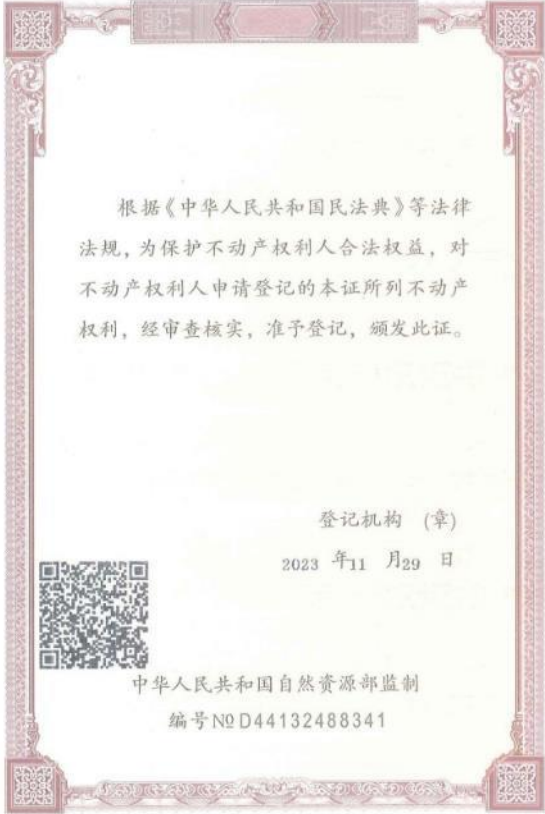 根据《中华人民共和国民法典》等法律
法规，为保护不动产权利人合法权益，对
不动产权利人申请登记的本证所列不动产
权利，经审查核实，准予登记，颁发此证。
登记机构 (章)
2023 年11 月29 日
中华人民共和国自然资源部监制
编号№D44132488341